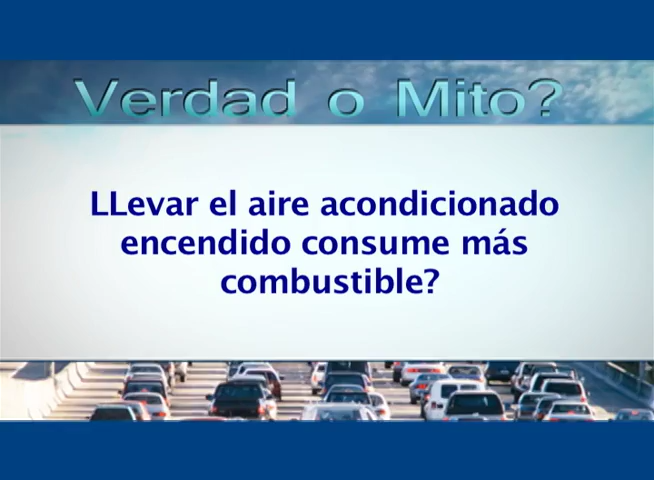 Verdad o Mito?
LLevar el aire acondicionado
encendido consume más
combustible?